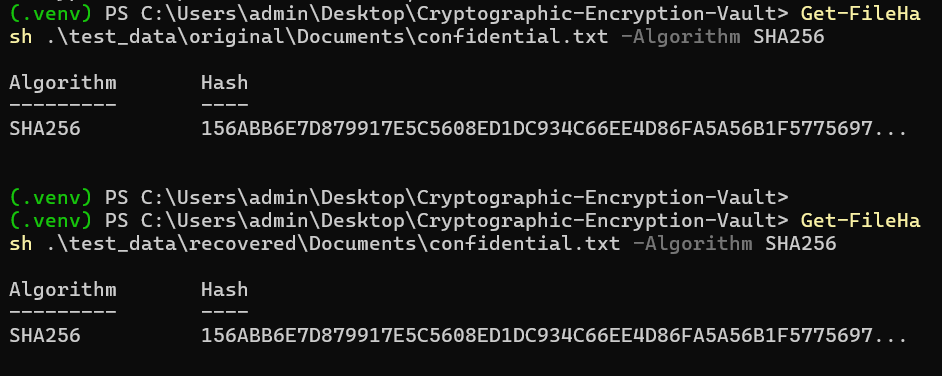 (.venv) PS C:\Users\admin\Desktop\Cryptographic-Encryption-Vault> Get-FileHa
sh .\test_data\original\Documents\confidential.txt -Algorithm SHA256
Algorithm       Hash
---------       ----
SHA256          156ABB6E7D879917E5C5608ED1DC934C66EE4D86FA5A56B1F5775697...
(.venv) PS C:\Users\admin\Desktop\Cryptographic-Encryption-Vault>
(.venv) PS C:\Users\admin\Desktop\Cryptographic-Encryption-Vault> Get-FileHa
sh .\test_data\recovered\Documents\confidential.txt -Algorithm SHA256
Algorithm       Hash
---------       ----
SHA256          156ABB6E7D879917E5C5608ED1DC934C66EE4D86FA5A56B1F5775697...